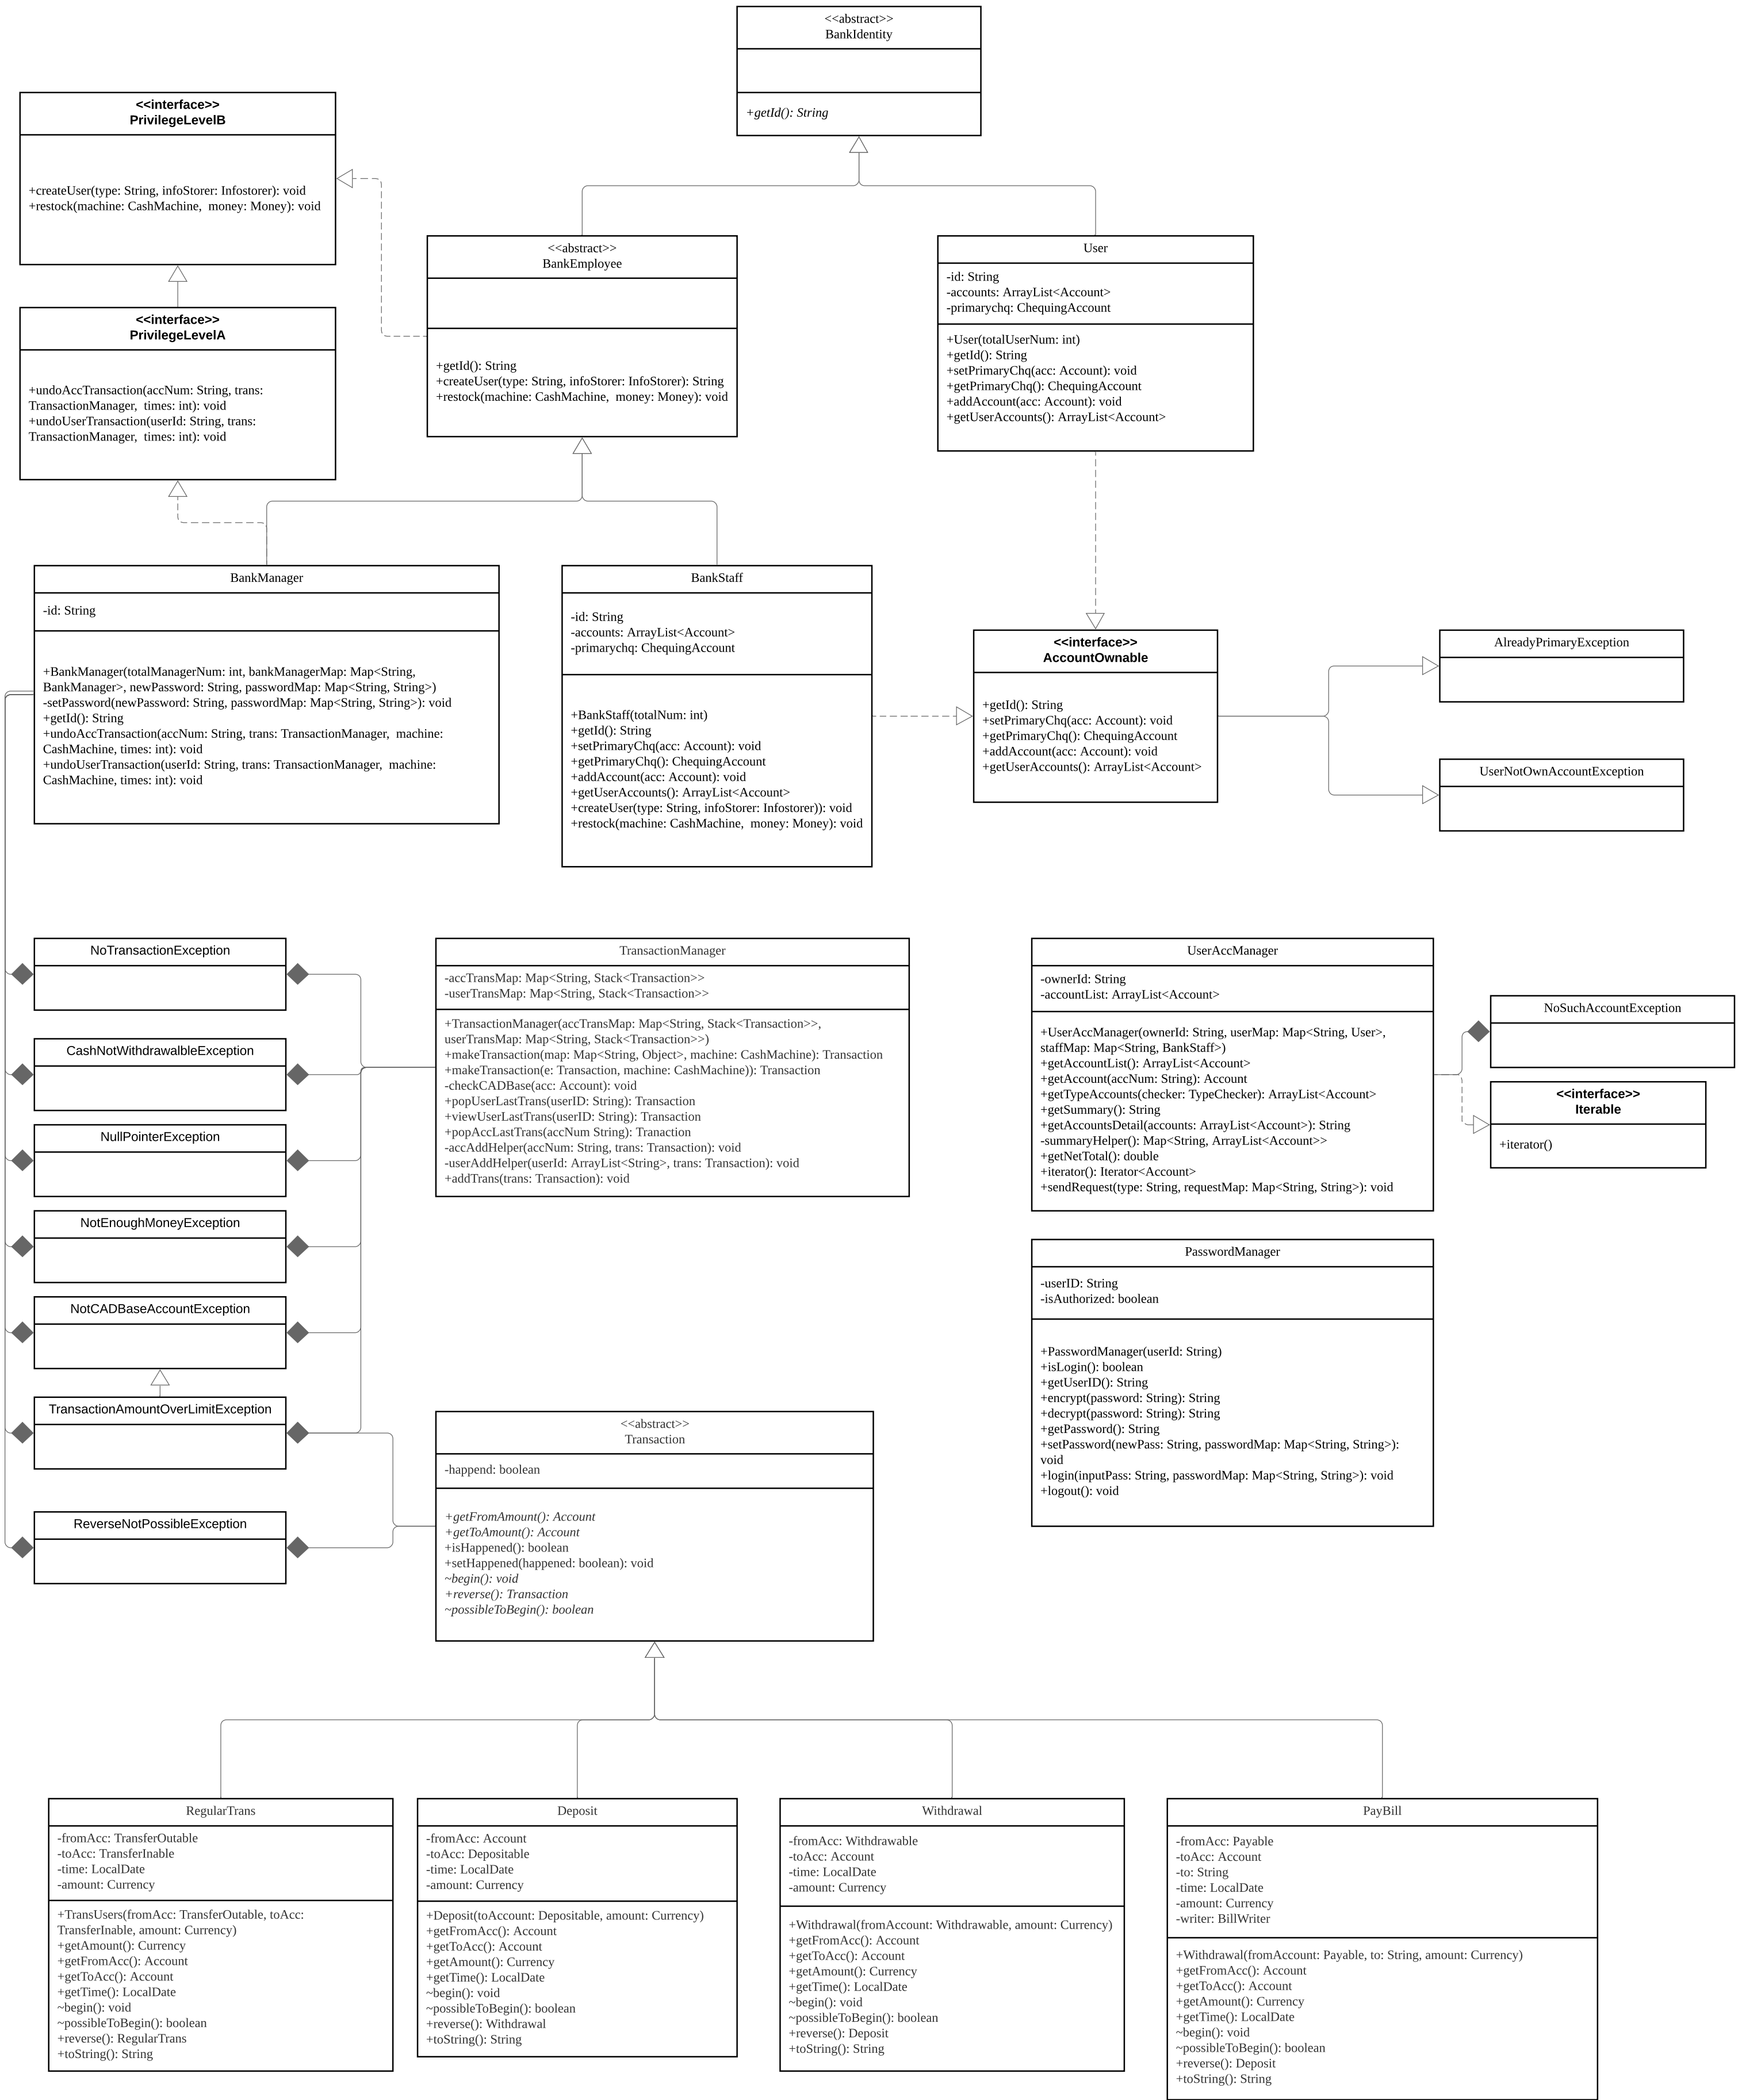 <<abstract>>
BankIdentity
+getId(): String
<<interface>>
PrivilegeLevelB
+createUser(type: String, infoStorer: Infostorer): void
+restock(machine: CashMachine,  money: Money): void
<<abstract>>
BankEmployee
+getId(): String
+createUser(type: String, infoStorer: InfoStorer): String
+restock(machine: CashMachine,  money: Money): void
User
-id: String
-accounts: ArrayList<Account>
-primarychq: ChequingAccount
+User(totalUserNum: int)
+getId(): String
+setPrimaryChq(acc: Account): void
+getPrimaryChq(): ChequingAccount
+addAccount(acc: Account): void
+getUserAccounts(): ArrayList<Account>
<<interface>>
PrivilegeLevelA
+undoAccTransaction(accNum: String, trans:
TransactionManager,  times: int): void
+undoUserTransaction(userId: String, trans:
TransactionManager,  times: int): void
BankManager
-id: String
+BankManager(totalManagerNum: int, bankManagerMap: Map<String,
BankManager>, newPassword: String, passwordMap: Map<String, String>)
-setPassword(newPassword: String, passwordMap: Map<String, String>): void
+getId(): String
+undoAccTransaction(accNum: String, trans: TransactionManager,  machine:
CashMachine, times: int): void
+undoUserTransaction(userId: String, trans: TransactionManager,  machine:
CashMachine, times: int): void
BankStaff
-id: String
-accounts: ArrayList<Account>
-primarychq: ChequingAccount
+BankStaff(totalNum: int)
+getId(): String
+setPrimaryChq(acc: Account): void
+getPrimaryChq(): ChequingAccount
+addAccount(acc: Account): void
+getUserAccounts(): ArrayList<Account>
+createUser(type: String, infoStorer: Infostorer)): void
+restock(machine: CashMachine,  money: Money): void
<<interface>>
AccountOwnable
+getId(): String
+setPrimaryChq(acc: Account): void
+getPrimaryChq(): ChequingAccount
+addAccount(acc: Account): void
+getUserAccounts(): ArrayList<Account>
AlreadyPrimaryException
UserNotOwnAccountException
NoTransactionException
CashNotWithdrawalbleException
NullPointerException
NotEnoughMoneyException
NotCADBaseAccountException
TransactionAmountOverLimitException
ReverseNotPossibleException
TransactionManager
-accTransMap: Map<String, Stack<Transaction>>
-userTransMap: Map<String, Stack<Transaction>>
+TransactionManager(accTransMap: Map<String, Stack<Transaction>>,
userTransMap: Map<String, Stack<Transaction>>)
+makeTransaction(map: Map<String, Object>, machine: CashMachine): Transaction
+makeTransaction(e: Transaction, machine: CashMachine)): Transaction
-checkCADBase(acc: Account): void
+popUserLastTrans(userID: String): Transaction
+viewUserLastTrans(userID: String): Transaction
+popAccLastTrans(accNum String): Tranaction
-accAddHelper(accNum: String, trans: Transaction): void
-userAddHelper(userId: ArrayList<String>, trans: Transaction): void
+addTrans(trans: Transaction): void
UserAccManager
-ownerId: String
-accountList: ArrayList<Account>
+UserAccManager(ownerId: String, userMap: Map<String, User>,
staffMap: Map<String, BankStaff>)
+getAccountList(): ArrayList<Account>
+getAccount(accNum: String): Account
+getTypeAccounts(checker: TypeChecker): ArrayList<Account>
+getSummary(): String
+getAccountsDetail(accounts: ArrayList<Account>): String
-summaryHelper(): Map<String, ArrayList<Account>>
+getNetTotal(): double
+iterator(): Iterator<Account>
+sendRequest(type: String, requestMap: Map<String, String>): void
NoSuchAccountException
<<interface>>
Iterable
+iterator()
PasswordManager
-userID: String
-isAuthorized: boolean
+PasswordManager(userId: String)
+isLogin(): boolean
+getUserID(): String
+encrypt(password: String): String
+decrypt(password: String): String
+getPassword(): String
+setPassword(newPass: String, passwordMap: Map<String, String>):
void
+login(inputPass: String, passwordMap: Map<String, String>): void
+logout(): void
<<abstract>>
Transaction
-happend: boolean
+getFromAmount(): Account
+getToAmount(): Account
+isHappened(): boolean
+setHappened(happened: boolean): void
~begin(): void
+reverse(): Transaction
~possibleToBegin(): boolean
RegularTrans
-fromAcc: TransferOutable
-toAcc: TransferInable
-time: LocalDate
-amount: Currency
+TransUsers(fromAcc: TransferOutable, toAcc:
TransferInable, amount: Currency)
+getAmount(): Currency
+getFromAcc(): Account
+getToAcc(): Account
+getTime(): LocalDate
~begin(): void
~possibleToBegin(): boolean
+reverse(): RegularTrans
+toString(): String
Deposit
-fromAcc: Account
-toAcc: Depositable
-time: LocalDate
-amount: Currency
+Deposit(toAccount: Depositable, amount: Currency)
+getFromAcc(): Account
+getToAcc(): Account
+getAmount(): Currency
+getTime(): LocalDate
~begin(): void
~possibleToBegin(): boolean
+reverse(): Withdrawal
+toString(): String
Withdrawal
-fromAcc: Withdrawable
-toAcc: Account
-time: LocalDate
-amount: Currency
+Withdrawal(fromAccount: Withdrawable, amount: Currency)
+getFromAcc(): Account
+getToAcc(): Account
+getAmount(): Currency
+getTime(): LocalDate
~begin(): void
~possibleToBegin(): boolean
+reverse(): Deposit
+toString(): String
PayBill
-fromAcc: Payable
-toAcc: Account
-to: String
-time: LocalDate
-amount: Currency
-writer: BillWriter
+Withdrawal(fromAccount: Payable, to: String, amount: Currency)
+getFromAcc(): Account
+getToAcc(): Account
+getAmount(): Currency
+getTime(): LocalDate
~begin(): void
~possibleToBegin(): boolean
+reverse(): Deposit
+toString(): String